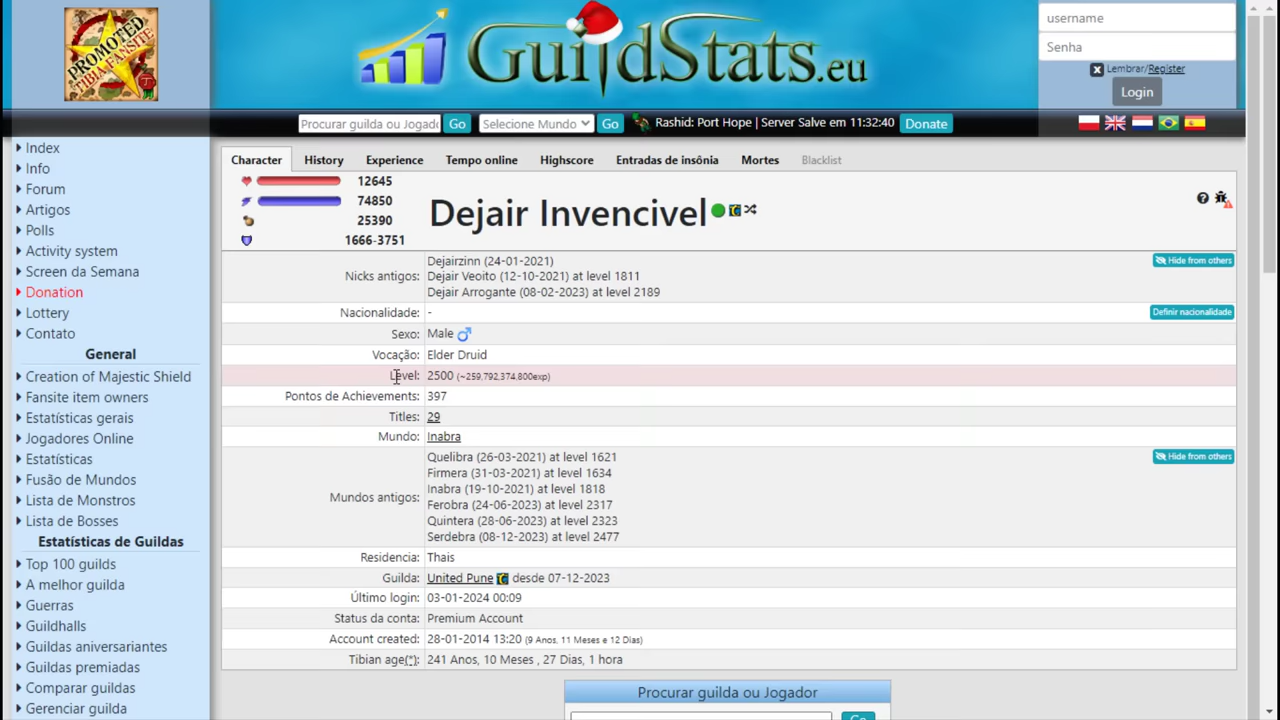 PROMOTED
TIBIA FANSITE
GuildStats.eu
username
Senha
Lembrar/Register
Login
Procurar guilda ou Jogad
Go
Selecione Mundo
Go
Rashid: Port Hope | Server Salve em 11:32:40
Donate
Index
Info
Forum
Artigos
Polls
Activity system
Screen da Semana
Donation
Lottery
Contato
General
Creation of Majestic Shield
Fansite item owners
Estatísticas gerais
Jogadores Online
Estatísticas
Fusão de Mundos
Lista de Monstros
Lista de Bosses
Estatísticas de Guildas
Top 100 guilds
A melhor guilda
Guerras
Guildhalls
Guildas aniversariantes
Guildas premiadas
Comparar guildas
Gerenciar guilda
Character History Experience Tempo online Highscore Entradas de insônia Mortes Blacklist
12645
74850
25390
1666-3751
Dejair Invencivel
Nicks antigos:
Dejairzinn (24-01-2021)
Dejair Veoito (12-10-2021) at level 1811
Dejair Arrogante (08-02-2023) at level 2189
Hide from others
Nacionalidade: -
Definir nacionalidade
Sexo: Male
Vocação: Elder Druid
Level: 2500 (~259,792,374,800exp)
Pontos de Achievements: 397
Titles: 29
Mundo: Inabra
Mundos antigos:
Quelibra (26-03-2021) at level 1621
Firmera (31-03-2021) at level 1634
Inabra (19-10-2021) at level 1818
Ferobra (24-06-2023) at level 2317
Quintera (28-06-2023) at level 2323
Serdebra (08-12-2023) at level 2477
Hide from others
Residencia: Thais
Guilda: United Pune desde 07-12-2023
Último login: 03-01-2024 00:09
Status da conta: Premium Account
Account created: 28-01-2014 13:20 (9 Anos, 11 Meses e 12 Dias)
Tibian age(*): 241 Anos, 10 Meses , 27 Dias, 1 hora
Procurar guilda ou Jogador
Go